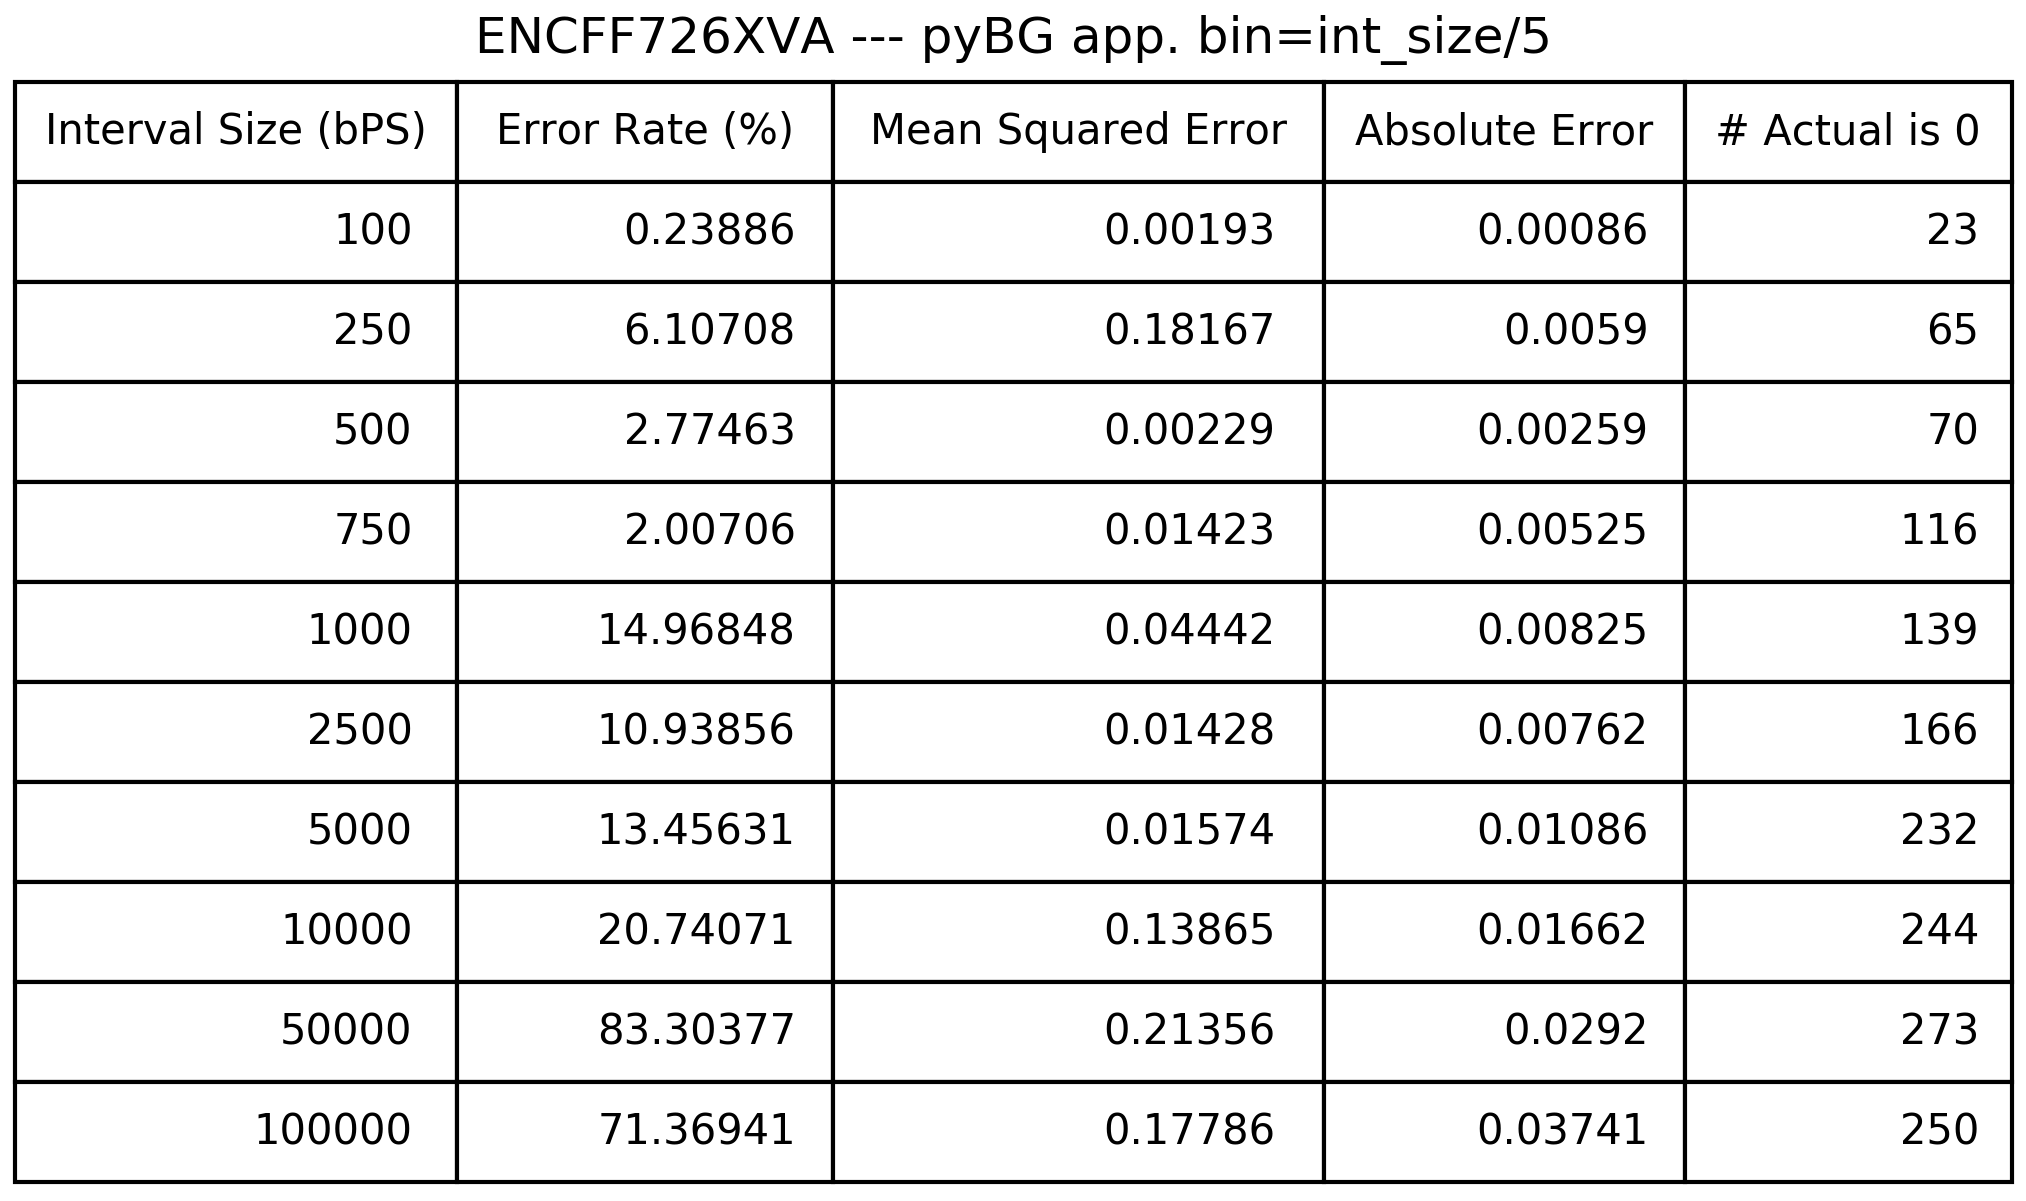 ENCFF726XVA --- pyBG app. bin=int_size/5
Interval Size (bPS) Error Rate (%) Mean Squared Error Absolute Error # Actual is 0
100 0.23886 0.00193 0.00086 23
250 6.10708 0.18167 0.0059 65
500 2.77463 0.00229 0.00259 70
750 2.00706 0.01423 0.00525 116
1000 14.96848 0.04442 0.00825 139
2500 10.93856 0.01428 0.00762 166
5000 13.45631 0.01574 0.01086 232
10000 20.74071 0.13865 0.01662 244
50000 83.30377 0.21356 0.0292 273
100000 71.36941 0.17786 0.03741 250